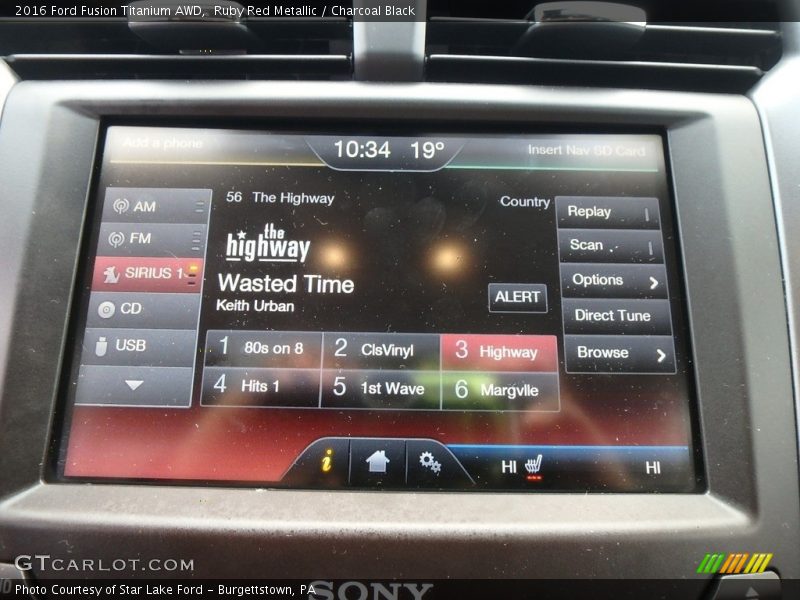 2016 Ford Fusion Titanium AWD,  Ruby Red Metallic / Charcoal Black
Add a phone
10:34 19°
Insert Nav SD Card
AM
FM
SIRIUS 1
CD
USB
56 The Highway
Country
the highway
Wasted Time
Keith Urban
ALERT
Replay
Scan
Options
Direct Tune
Browse
1 80s on 8
2 ClsVinyl
3 Highway
4 Hits 1
5 1st Wave
6 Margvlle
i
HI
HI
GTCARLOT.COM
Photo Courtesy of Star Lake Ford - Burgettstown, PA
SONY